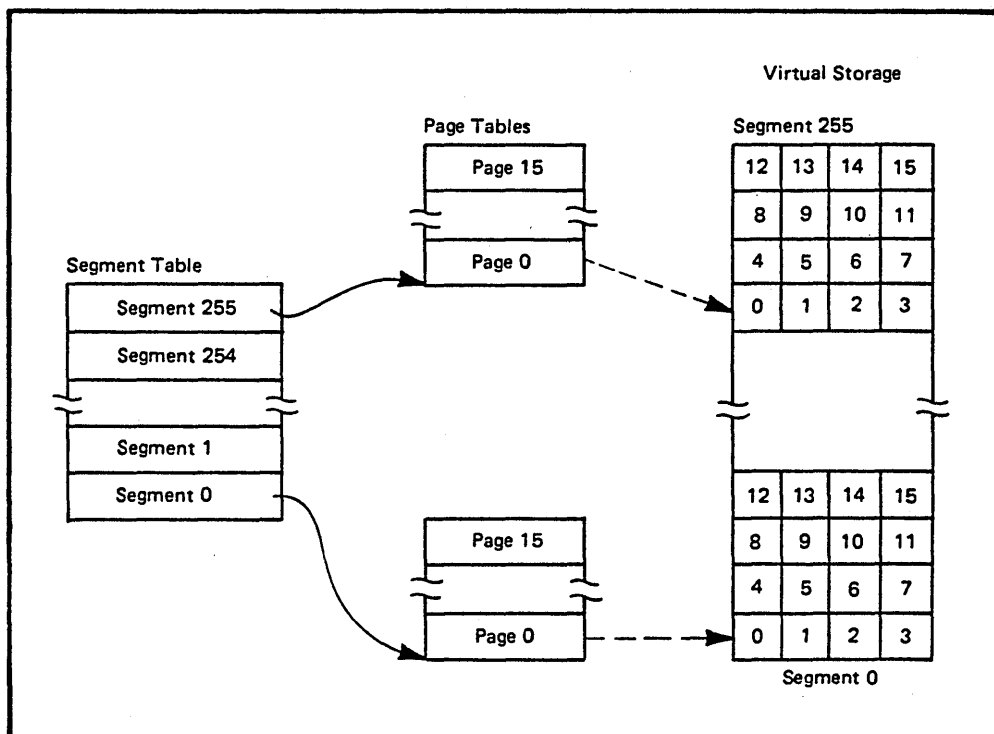 Virtual Storage
Page Tables
Segment 255
Page 15
12 13 14 15
8 9 10 11
Page 0
4 5 6 7
0 1 2 3
Segment Table
Segment 255
Segment 254
Segment 1
Segment 0
12 13 14 15
Page 15
8 9 10 11
4 5 6 7
Page 0
0 1 2 3
Segment 0